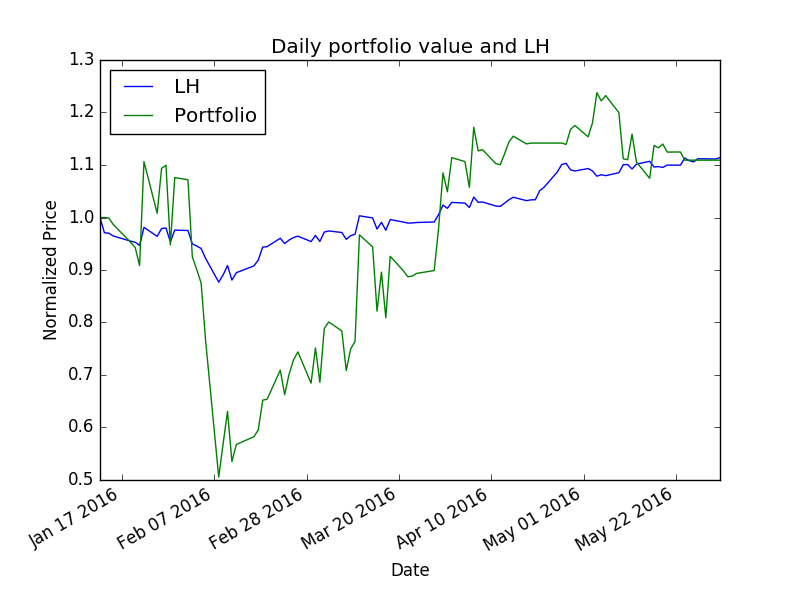 Daily portfolio value and LH
LH
Portfolio
1.3
1.2
1.1
1.0
0.9
0.8
0.7
0.6
0.5
Normalized Price
Jan 17 2016
Feb 07 2016
Feb 28 2016
Mar 20 2016
Apr 10 2016
May 01 2016
May 22 2016
Date